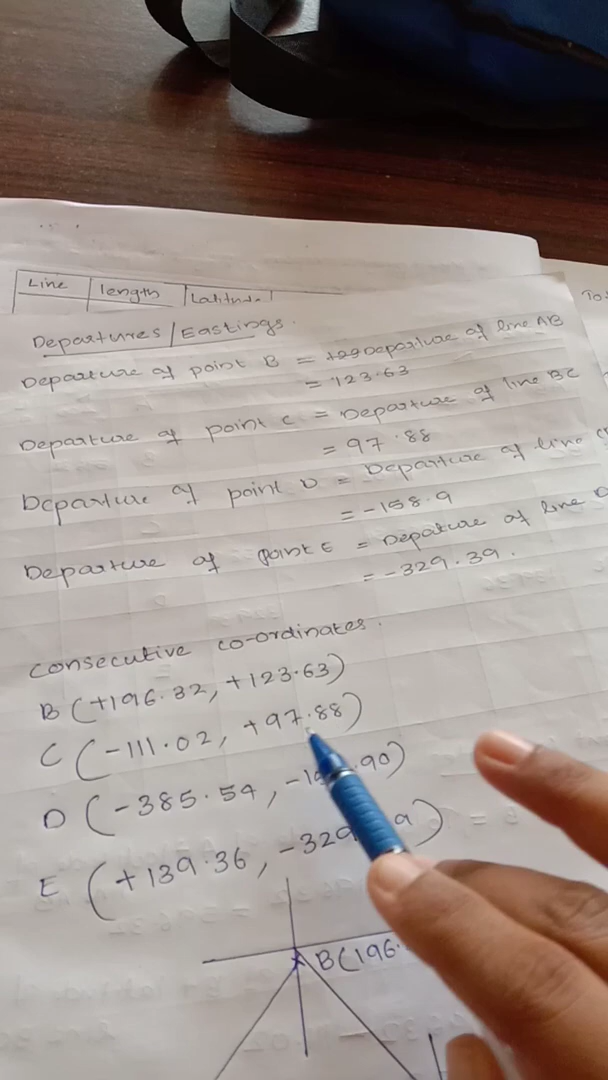 Line length Latitude
To
Departures/Eastings.
Departure of point B = Departure of line AB
= 123.63
Departure of point C = Departure of line BC
= 97.88
Departure of point D = Departure of line
= -158.9
Departure of point E = Depature of line
= -329.39.
consecutive co-ordinates.
B (+196.32, +123.63)
C (-111.02, +97.88)
D (-385.54,
E (+139.36,
B(196.